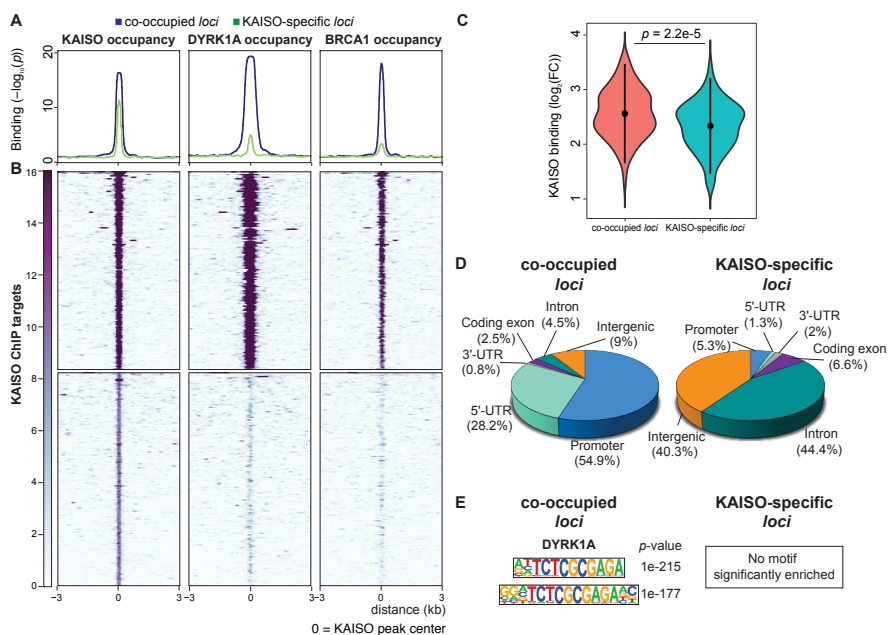 A
co-occupied loci
KAISO-specific loci
KAISO occupancy
DYRK1A occupancy
BRCA1 occupancy
Binding (−log₁₀(p)
20
10
0
B
KAISO ChIP targets
16
14
12
10
8
6
4
2
0
−3 0 3−3 0 3−3 0 3
distance (kb)
0 = KAISO peak center
C
p = 2.2e-5
KAISO binding (log₂(FC))
4
3
2
1
co-occupied loci
KAISO-specific loci
D
co-occupied
loci
Intron
(4.5%)
Coding exon
(2.5%)
Intergenic
(9%)
3'-UTR
(0.8%)
5'-UTR
(28.2%)
Promoter
(54.9%)
KAISO-specific
loci
5'-UTR
(1.3%)
3'-UTR
(2%)
Promoter
(5.3%)
Coding exon
(6.6%)
Intergenic
(40.3%)
Intron
(44.4%)
E
co-occupied
loci
DYRK1A
p-value
TCTCGCGAGA
1e-215
TCTCGCGAGA
1e-177
KAISO-specific
loci
No motif
significantly enriched